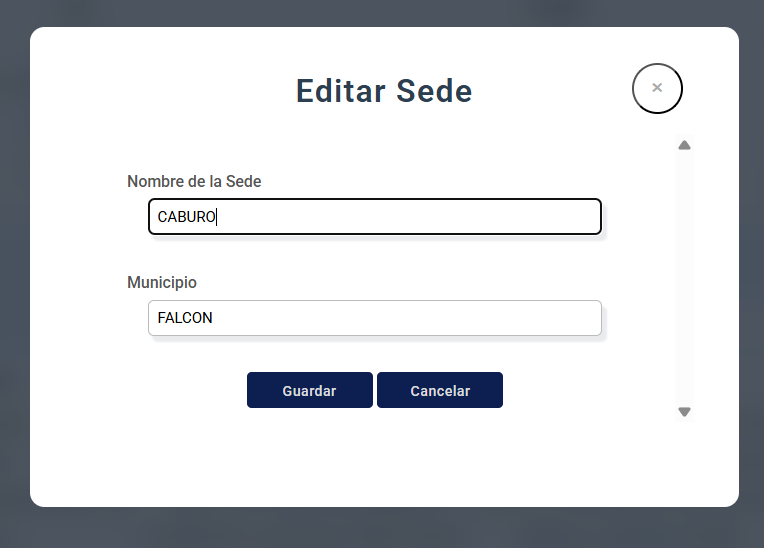 Editar Sede
×
Nombre de la Sede
CABURO
Municipio
FALCON
Guardar Cancelar